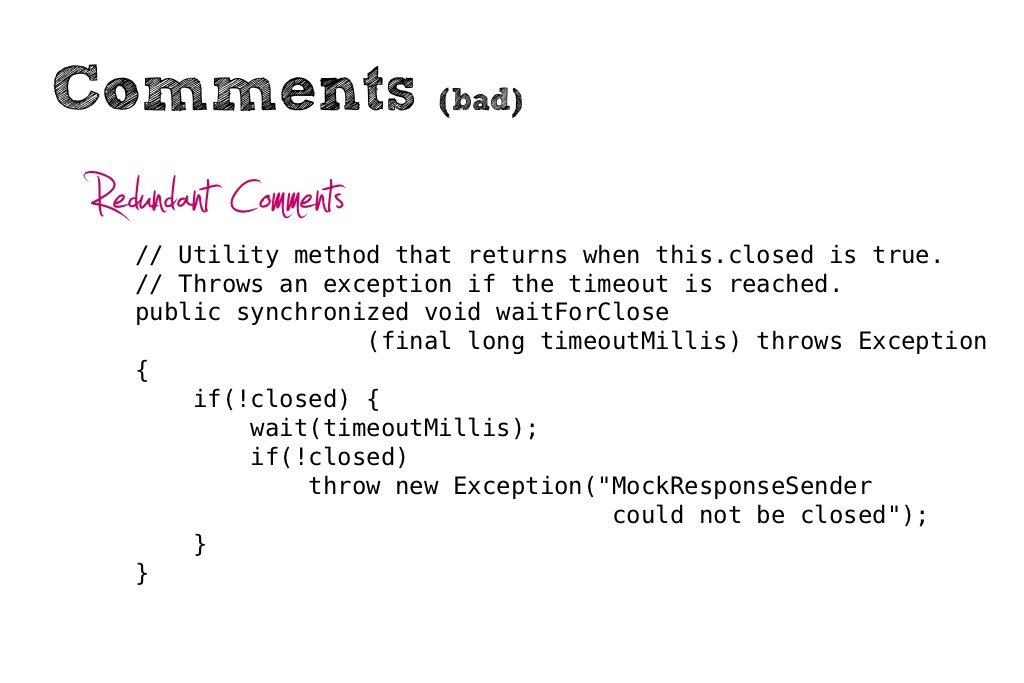 Comments (bad)
Redundant Comments
// Utility method that returns when this.closed is true.
// Throws an exception if the timeout is reached.
public synchronized void waitForClose
(final long timeoutMillis) throws Exception
{
if(!closed) {
wait(timeoutMillis);
if(!closed)
throw new Exception("MockResponseSender
could not be closed");
}
}